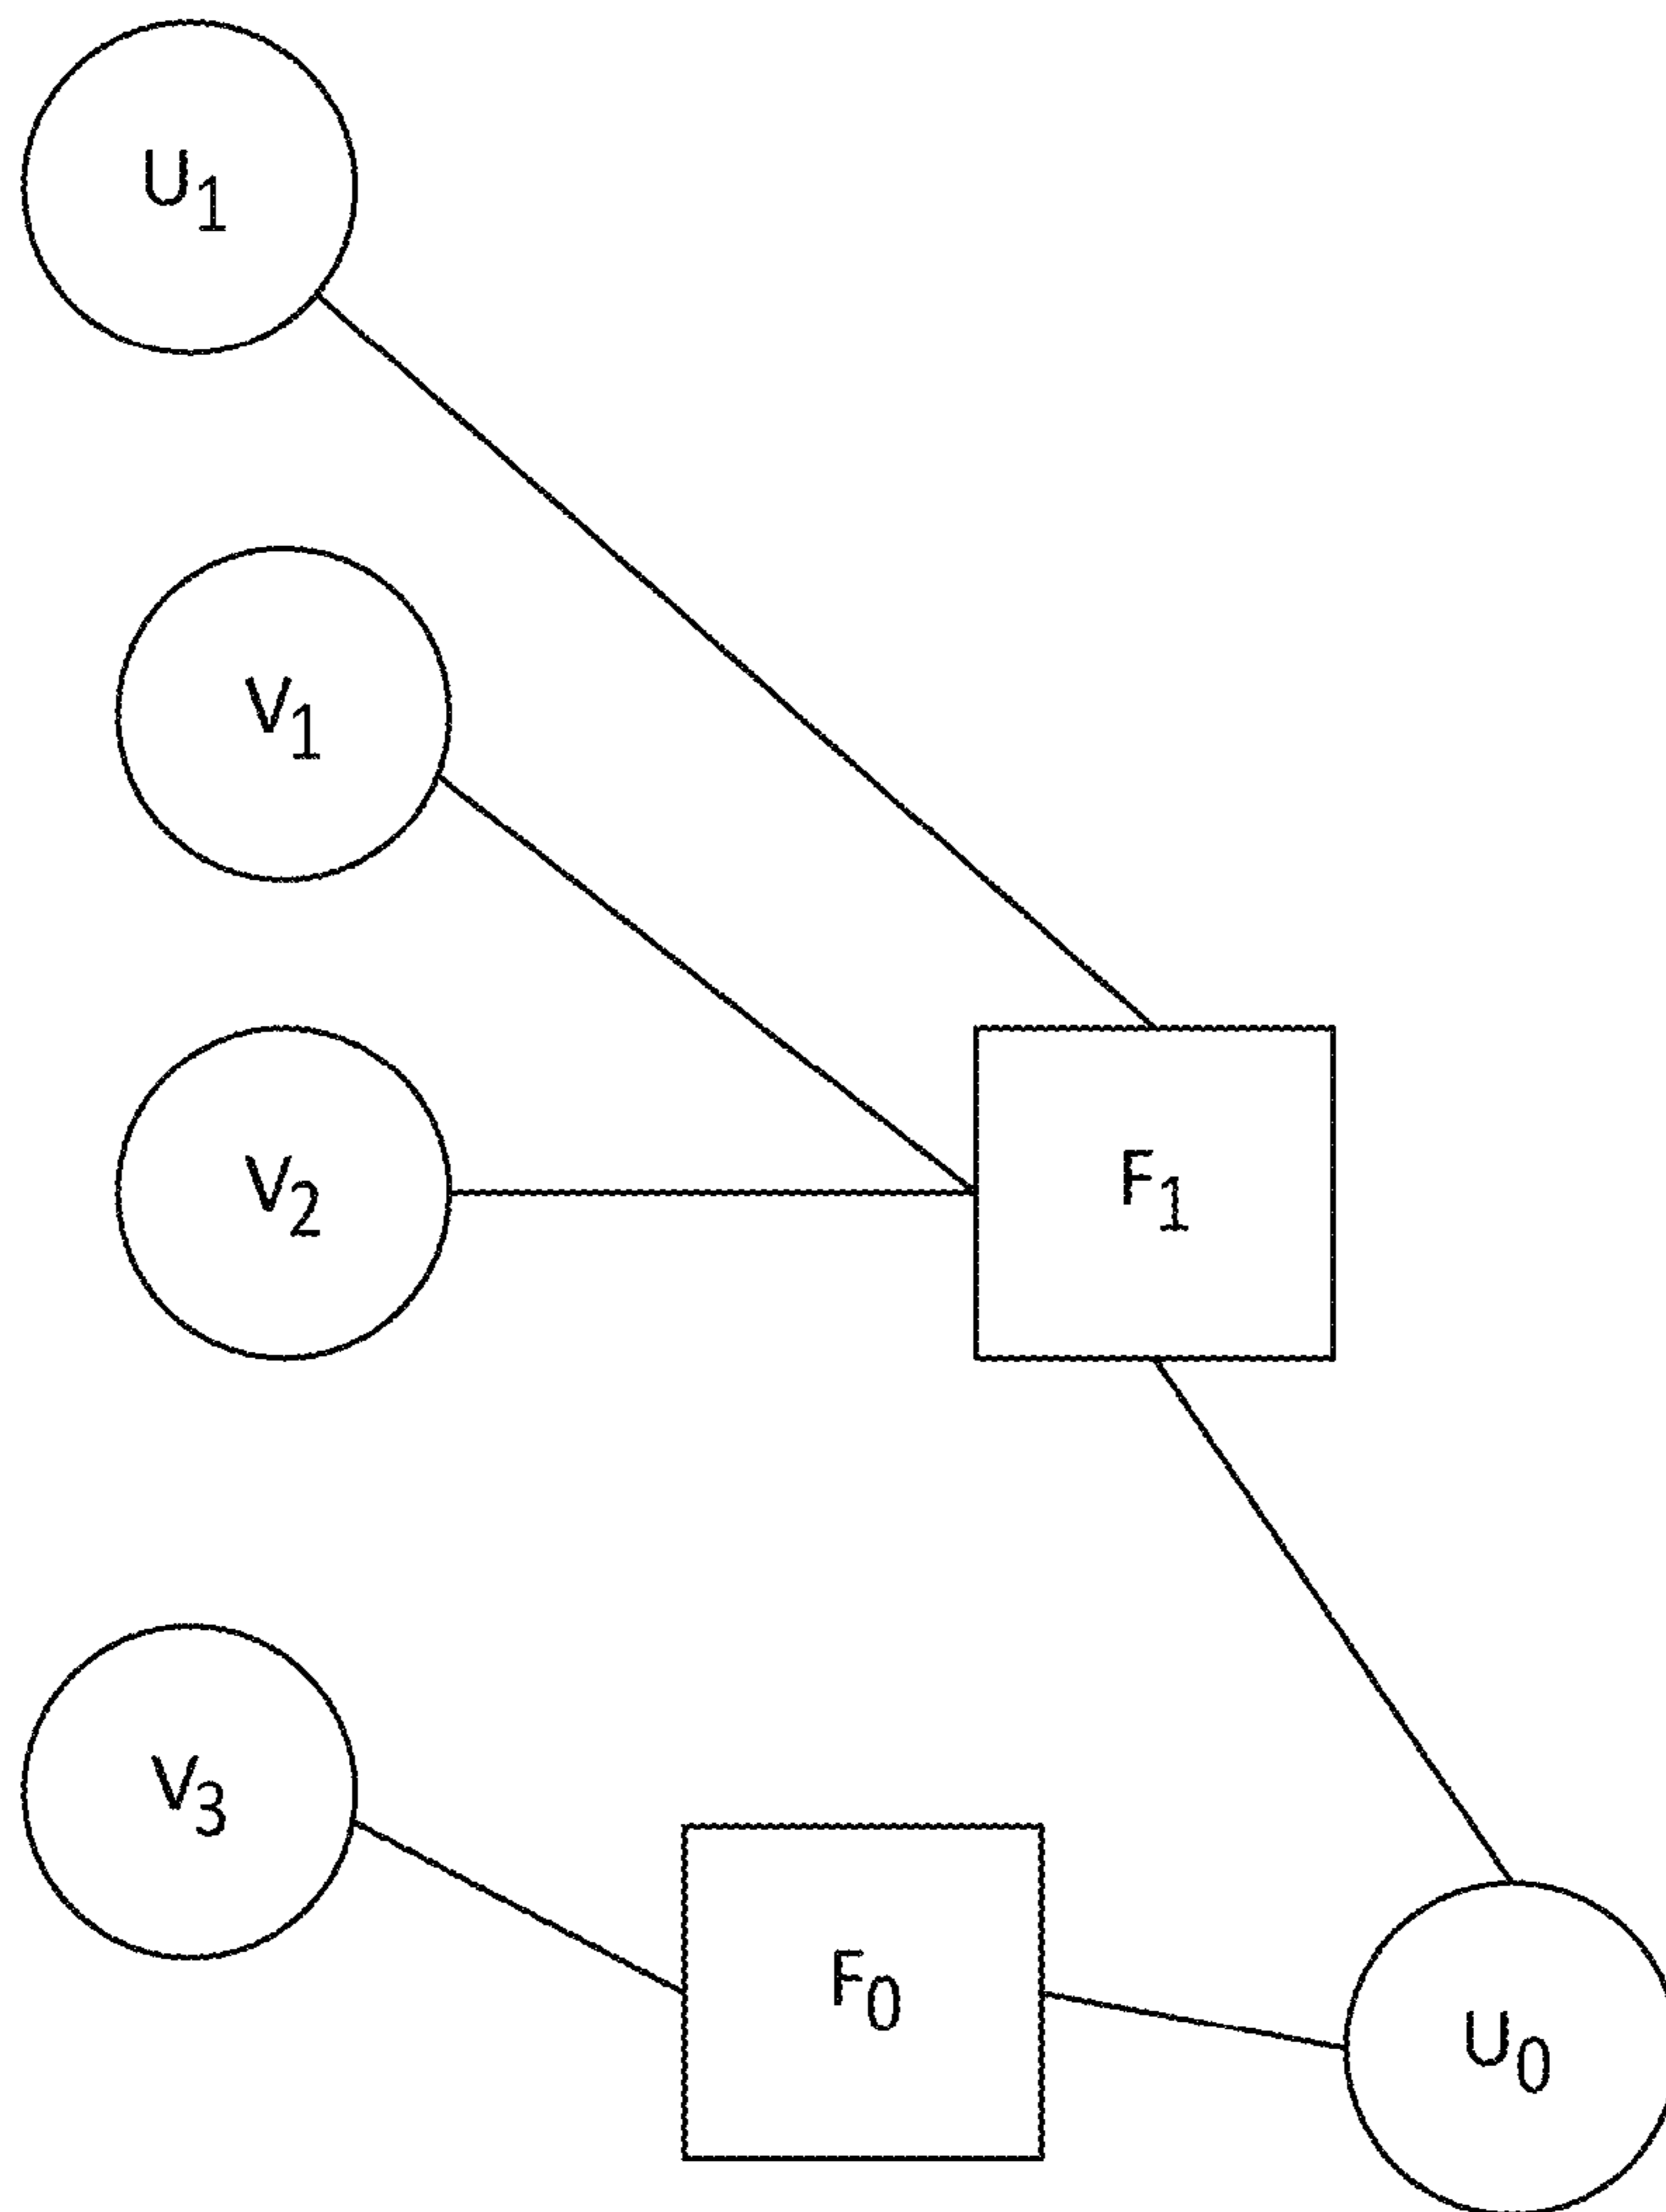 U₁
V₁
V₂
F₁
V₃
F₀
U₀